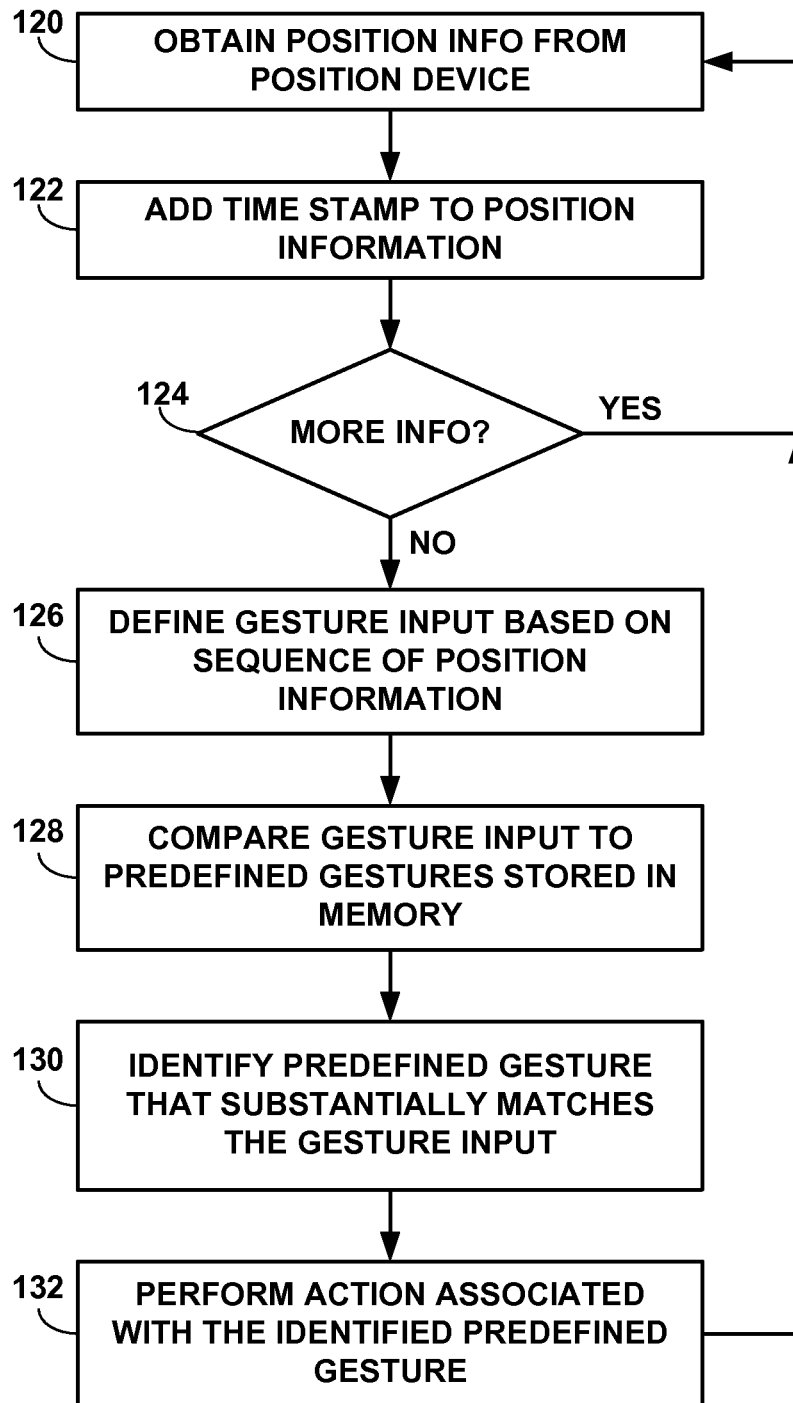 120
OBTAIN POSITION INFO FROM
POSITION DEVICE
122
ADD TIME STAMP TO POSITION
INFORMATION
124
MORE INFO?
YES
NO
126
DEFINE GESTURE INPUT BASED ON
SEQUENCE OF POSITION
INFORMATION
128
COMPARE GESTURE INPUT TO
PREDEFINED GESTURES STORED IN
MEMORY
130
IDENTIFY PREDEFINED GESTURE
THAT SUBSTANTIALLY MATCHES
THE GESTURE INPUT
132
PERFORM ACTION ASSOCIATED
WITH THE IDENTIFIED PREDEFINED
GESTURE